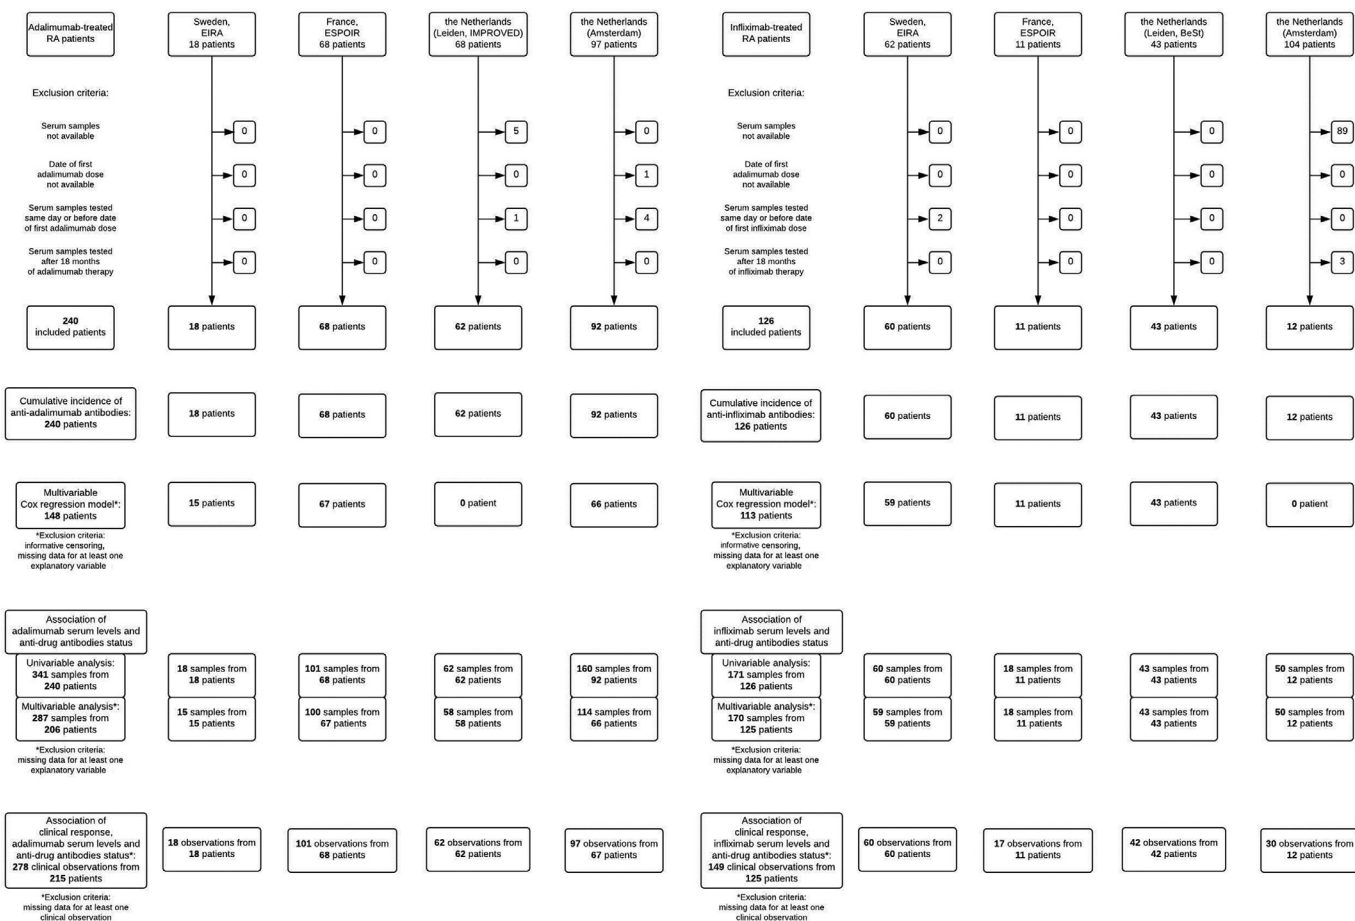 Adalimumab-treated
RA patients
Sweden,
EIRA
18 patients
France,
ESPOIR
68 patients
the Netherlands
(Leiden, IMPROVED)
68 patients
the Netherlands
(Amsterdam)
97 patients
Exclusion criteria:
Serum samples
not available
0
0
5
0
Date of first
adalimumab dose
not available
0
0
0
1
Serum samples tested
same day or before date
of first adalimumab dose
0
0
1
4
Serum samples tested
after 18 months
of adalimumab therapy
0
0
0
0
240
included patients
18 patients
68 patients
62 patients
92 patients
Cumulative incidence of
anti-adalimumab antibodies:
240 patients
18 patients
68 patients
62 patients
92 patients
Multivariable
Cox regression model*:
148 patients
15 patients
67 patients
0 patient
66 patients
*Exclusion criteria:
informative censoring,
missing data for at least one
explanatory variable
Association of
adalimumab serum levels and
anti-drug antibodies status
Univariable analysis:
341 samples from
240 patients
18 samples from
18 patients
101 samples from
68 patients
62 samples from
62 patients
160 samples from
92 patients
Multivariable analysis*:
287 samples from
206 patients
15 samples from
15 patients
100 samples from
67 patients
58 samples from
58 patients
114 samples from
66 patients
*Exclusion criteria:
missing data for at least one
explanatory variable
Association of
clinical response,
adalimumab serum levels and
anti-drug antibodies status*:
278 clinical observations from
215 patients
18 observations from
18 patients
101 observations from
68 patients
62 observations from
62 patients
97 observations from
67 patients
*Exclusion criteria:
missing data for at least one
clinical observation
Infliximab-treated
RA patients
Sweden,
EIRA
62 patients
France,
ESPOIR
11 patients
the Netherlands
(Leiden, BeSt)
43 patients
the Netherlands
(Amsterdam)
104 patients
Exclusion criteria:
Serum samples
not available
0
0
0
89
Date of first
adalimumab dose
not available
0
0
0
0
Serum samples tested
same day or before date
of first infliximab dose
2
0
0
0
Serum samples tested
after 18 months
of infliximab therapy
0
0
0
3
126
included patients
60 patients
11 patients
43 patients
12 patients
Cumulative incidence of
anti-infliximab antibodies:
126 patients
60 patients
11 patients
43 patients
12 patients
Multivariable
Cox regression model*:
113 patients
59 patients
11 patients
43 patients
0 patient
*Exclusion criteria:
informative censoring,
missing data for at least one
explanatory variable
Association of
infliximab serum levels and
anti-drug antibodies status
Univariable analysis:
171 samples from
126 patients
60 samples from
60 patients
18 samples from
11 patients
43 samples from
43 patients
50 samples from
12 patients
Multivariable analysis*:
170 samples from
125 patients
59 samples from
59 patients
18 samples from
11 patients
43 samples from
43 patients
50 samples from
12 patients
*Exclusion criteria:
missing data for at least one
explanatory variable
Association of
clinical response,
infliximab serum levels and
anti-drug antibodies status*:
149 clinical observations from
125 patients
60 observations from
60 patients
17 observations from
11 patients
42 observations from
42 patients
30 observations from
12 patients
*Exclusion criteria:
missing data for at least one
clinical observation